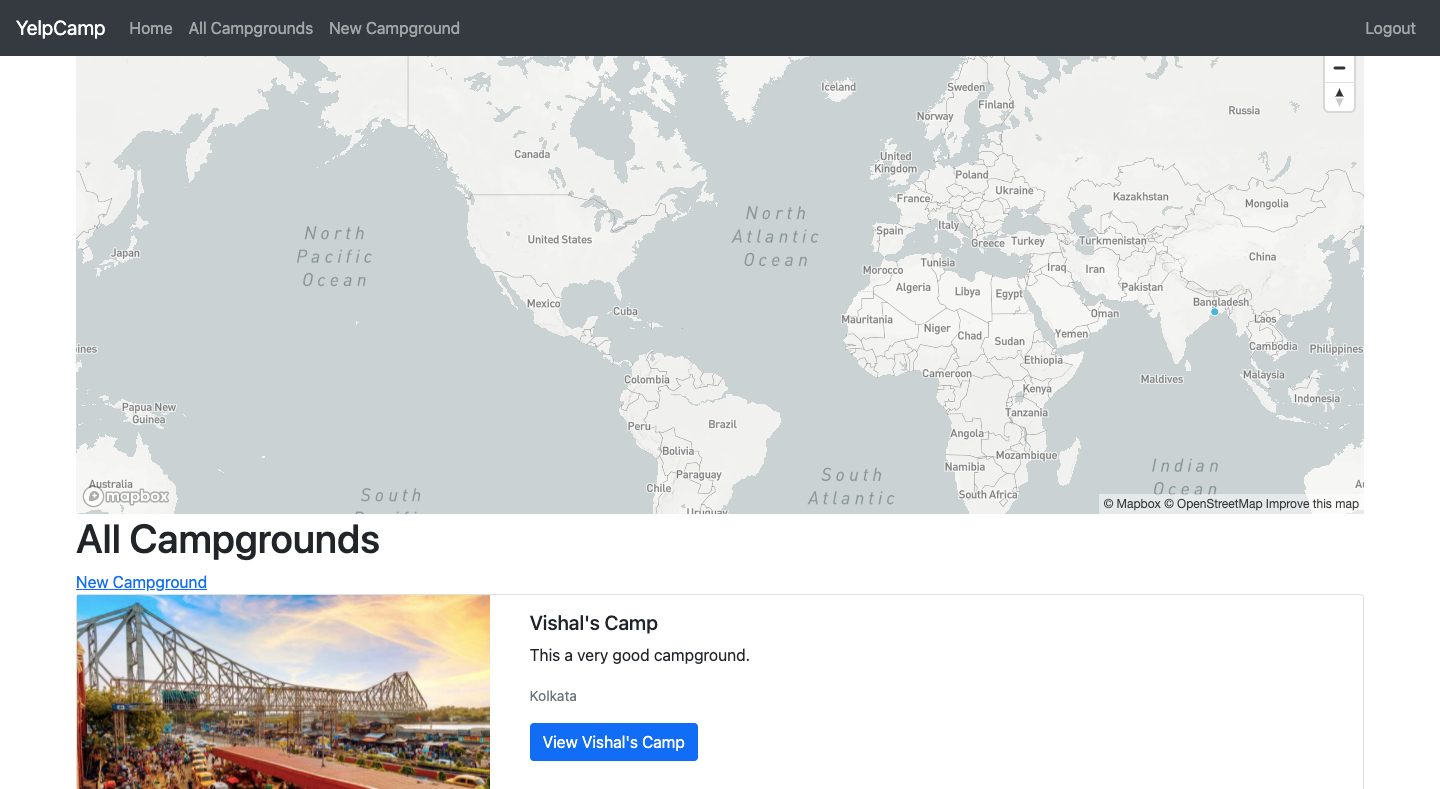 YelpCamp Home All Campgrounds New Campground Logout
Iceland
Sweden
Finland
Norway
Russia
Canada
United
Kingdom
Poland
Ukraine
Kazakhstan
Mongolia
France
North
Atlantic
Ocean
North
Pacific
Ocean
Japan
United States
Spain
Italy
Greece
Turkey
Turkmenistan
China
Morocco
Tunisia
Iraq
Iran
Algeria
Libya
Egypt
Pakistan
Mexico
Cuba
Bangladesh
Oman
Mauritania
Niger
Chad
Sudan
Yemen
Laos
ines
Cambodia
Philippines
Ethiopia
Colombia
Cameroon
Kenya
Maldives
Malaysia
Indonesia
Papua New
Guinea
Peru
Brazil
Tanzania
Angola
Bolivia
Mozambique
Paraguay
Namibia
South
Atlantic
Indian
Ocean
Australia
Chile
South Africa
Au
mapbox
South
Pacific
Uruguay
© Mapbox © OpenStreetMap Improve this map
All Campgrounds
New Campground
Vishal's Camp
This a very good campground.
Kolkata
View Vishal's Camp